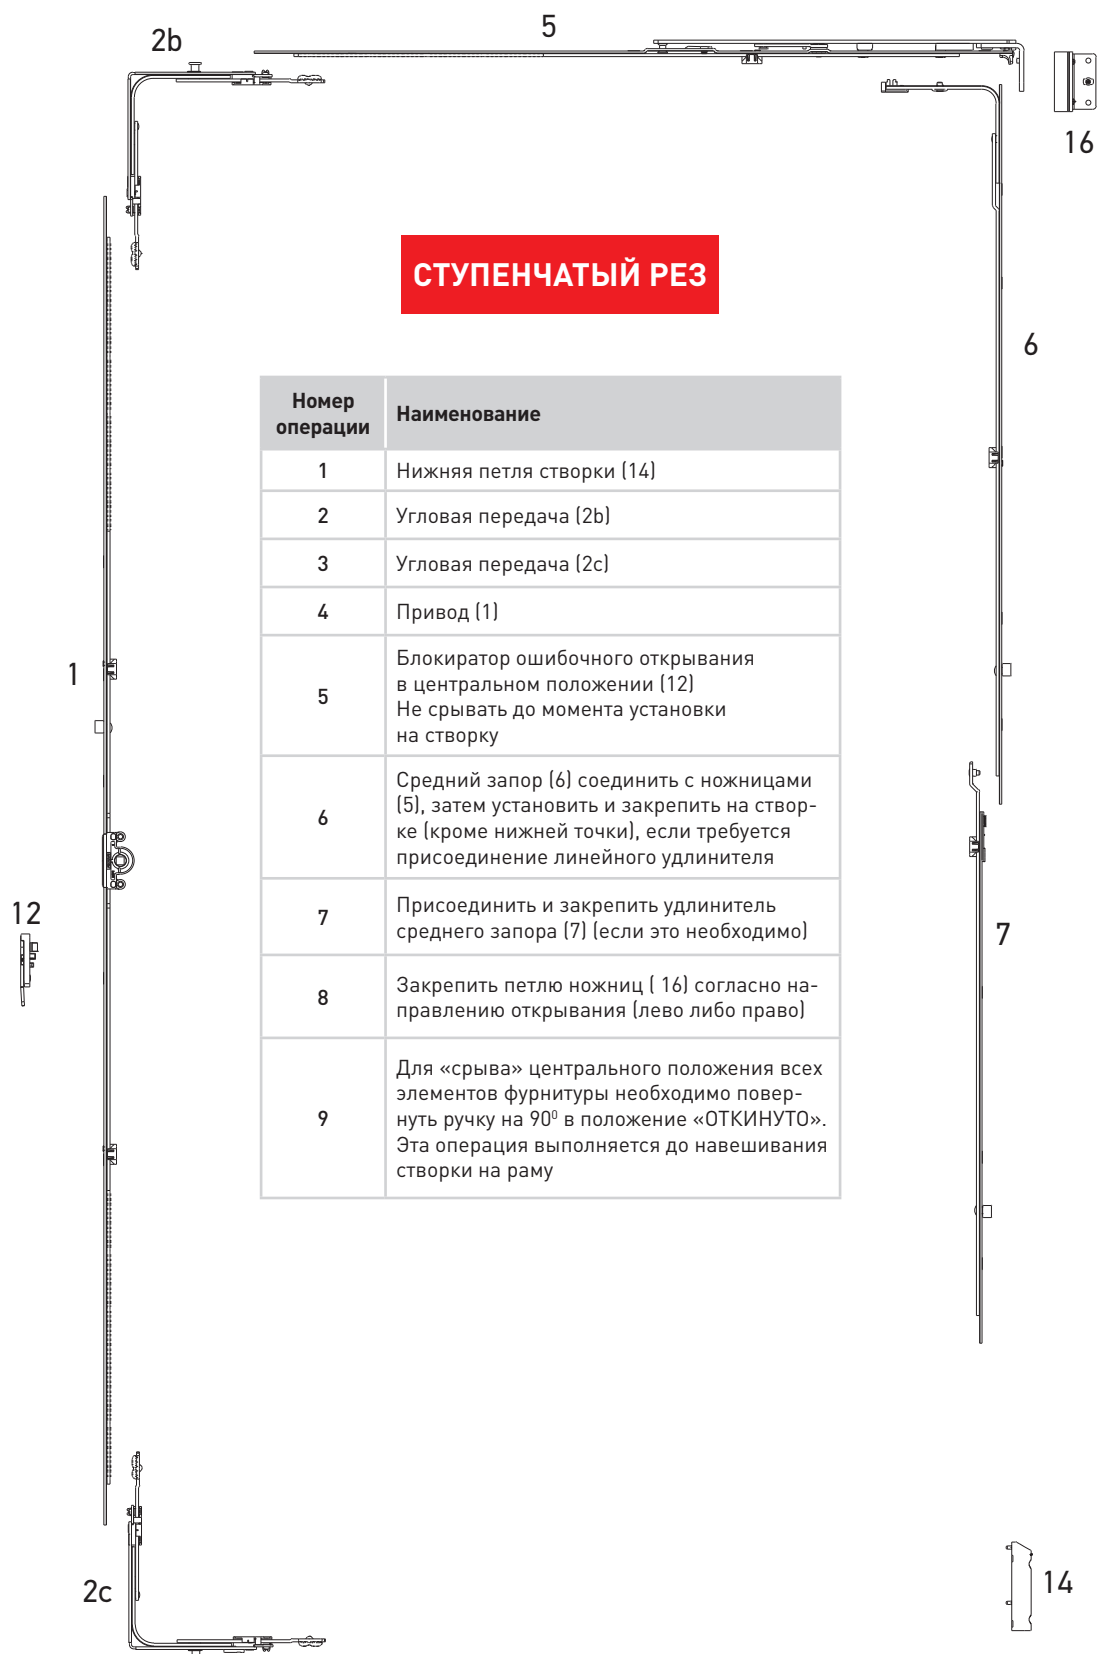 5
2b
16
СТУПЕНЧАТЫЙ РЕЗ
6
Номер
операции
Наименование
1
Нижняя петля створки (14)
2
Угловая передача (2b)
3
Угловая передача (2c)
4
Привод (1)
5
Блокиратор ошибочного открывания
в центральном положении (12)
Не срывать до момента установки
на створку
6
Средний запор (6) соединить с ножницами
(5), затем установить и закрепить на створ-
ке (кроме нижней точки), если требуется
присоединение линейного удлинителя
7
Присоединить и закрепить удлинитель
среднего запора (7) (если это необходимо)
8
Закрепить петлю ножниц ( 16) согласно на-
правлению открывания (лево либо право)
9
Для «срыва» центрального положения всех
элементов фурнитуры необходимо повер-
нуть ручку на 90⁰ в положение «ОТКИНУТО».
Эта операция выполняется до навешивания
створки на раму
1
12
7
2c
14